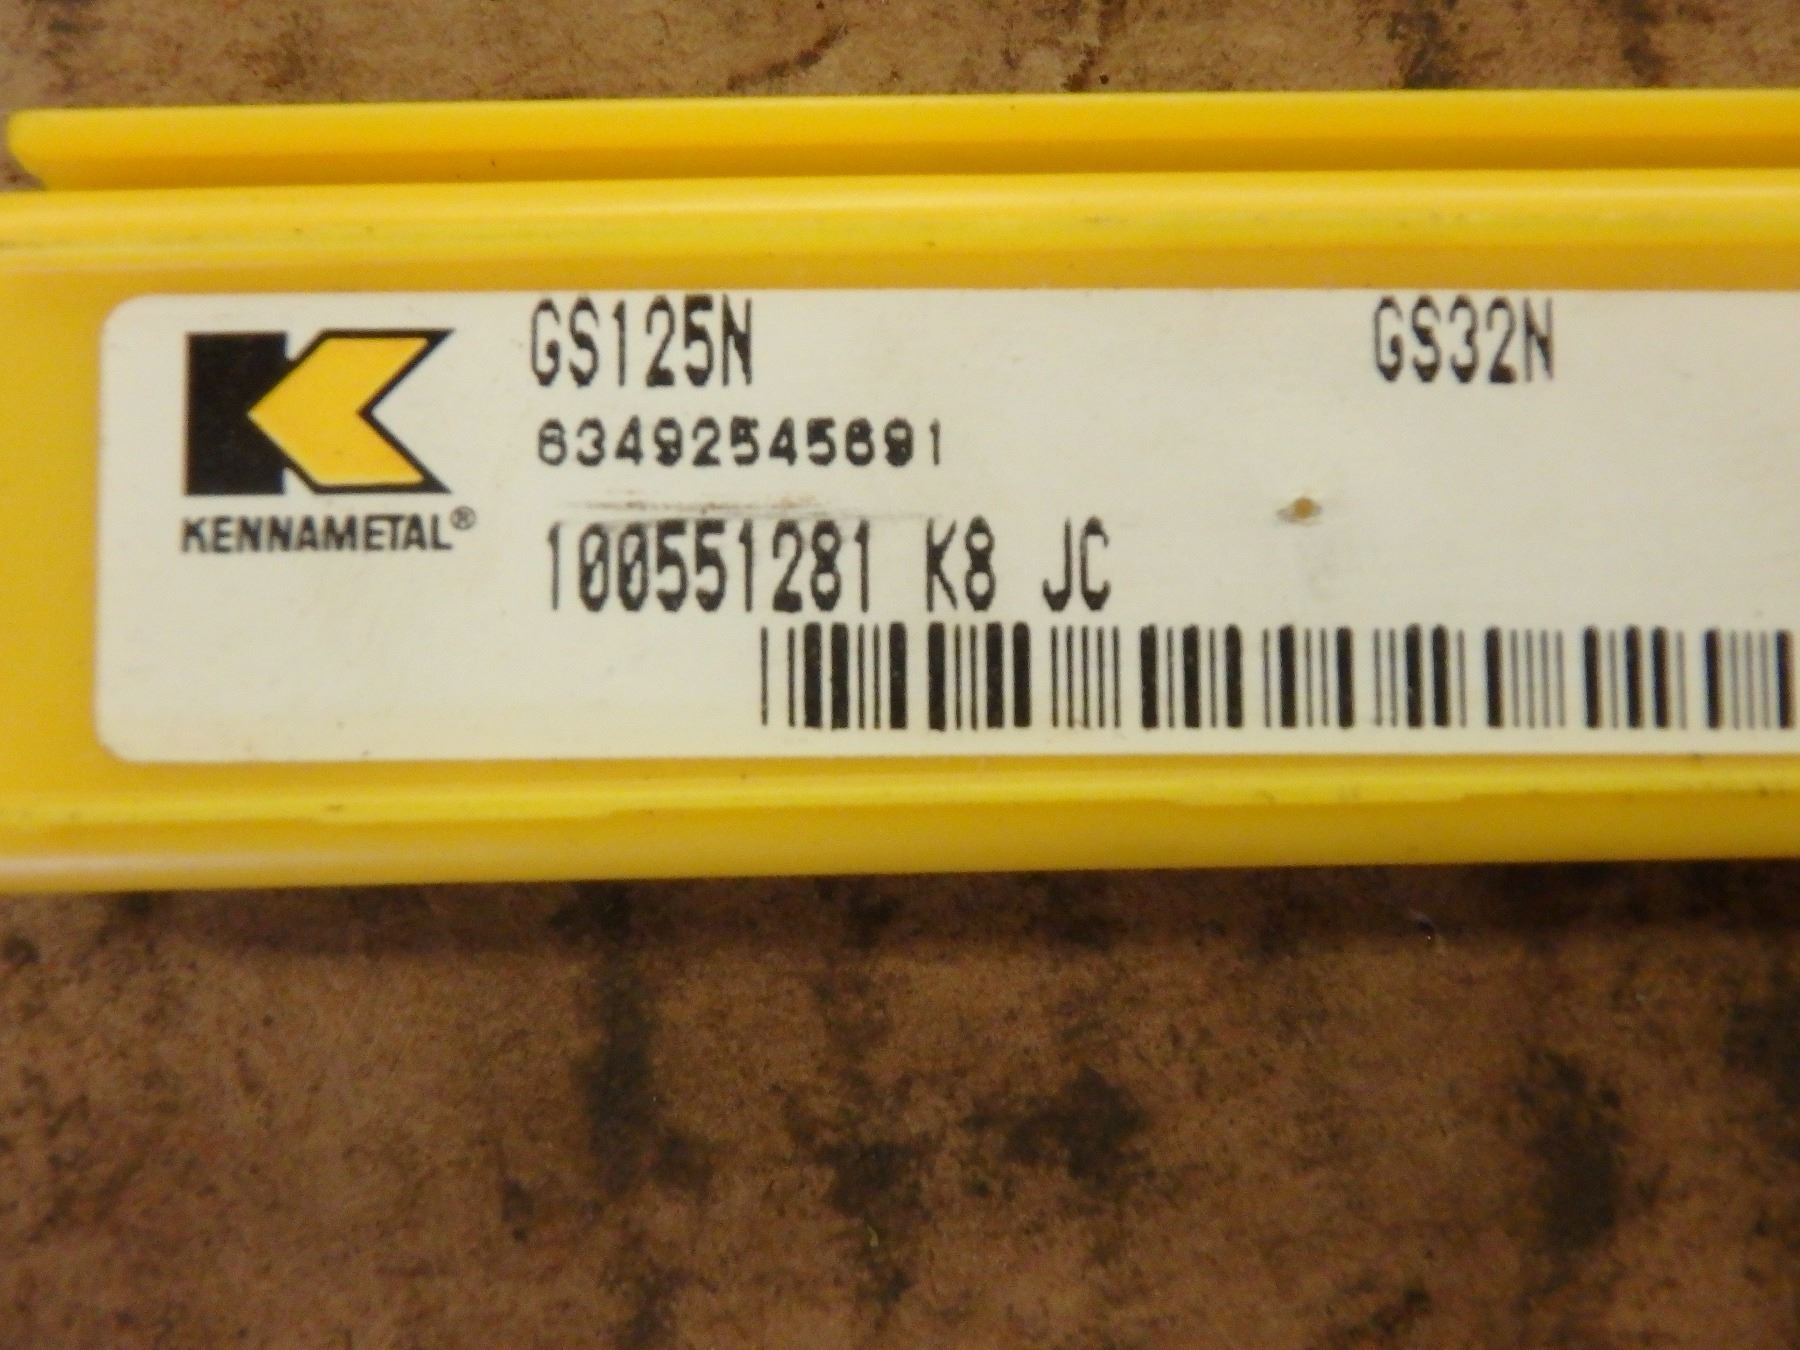 GS125N GS32N
63492545691
KENNAMETAL®
100551281 K8 JC